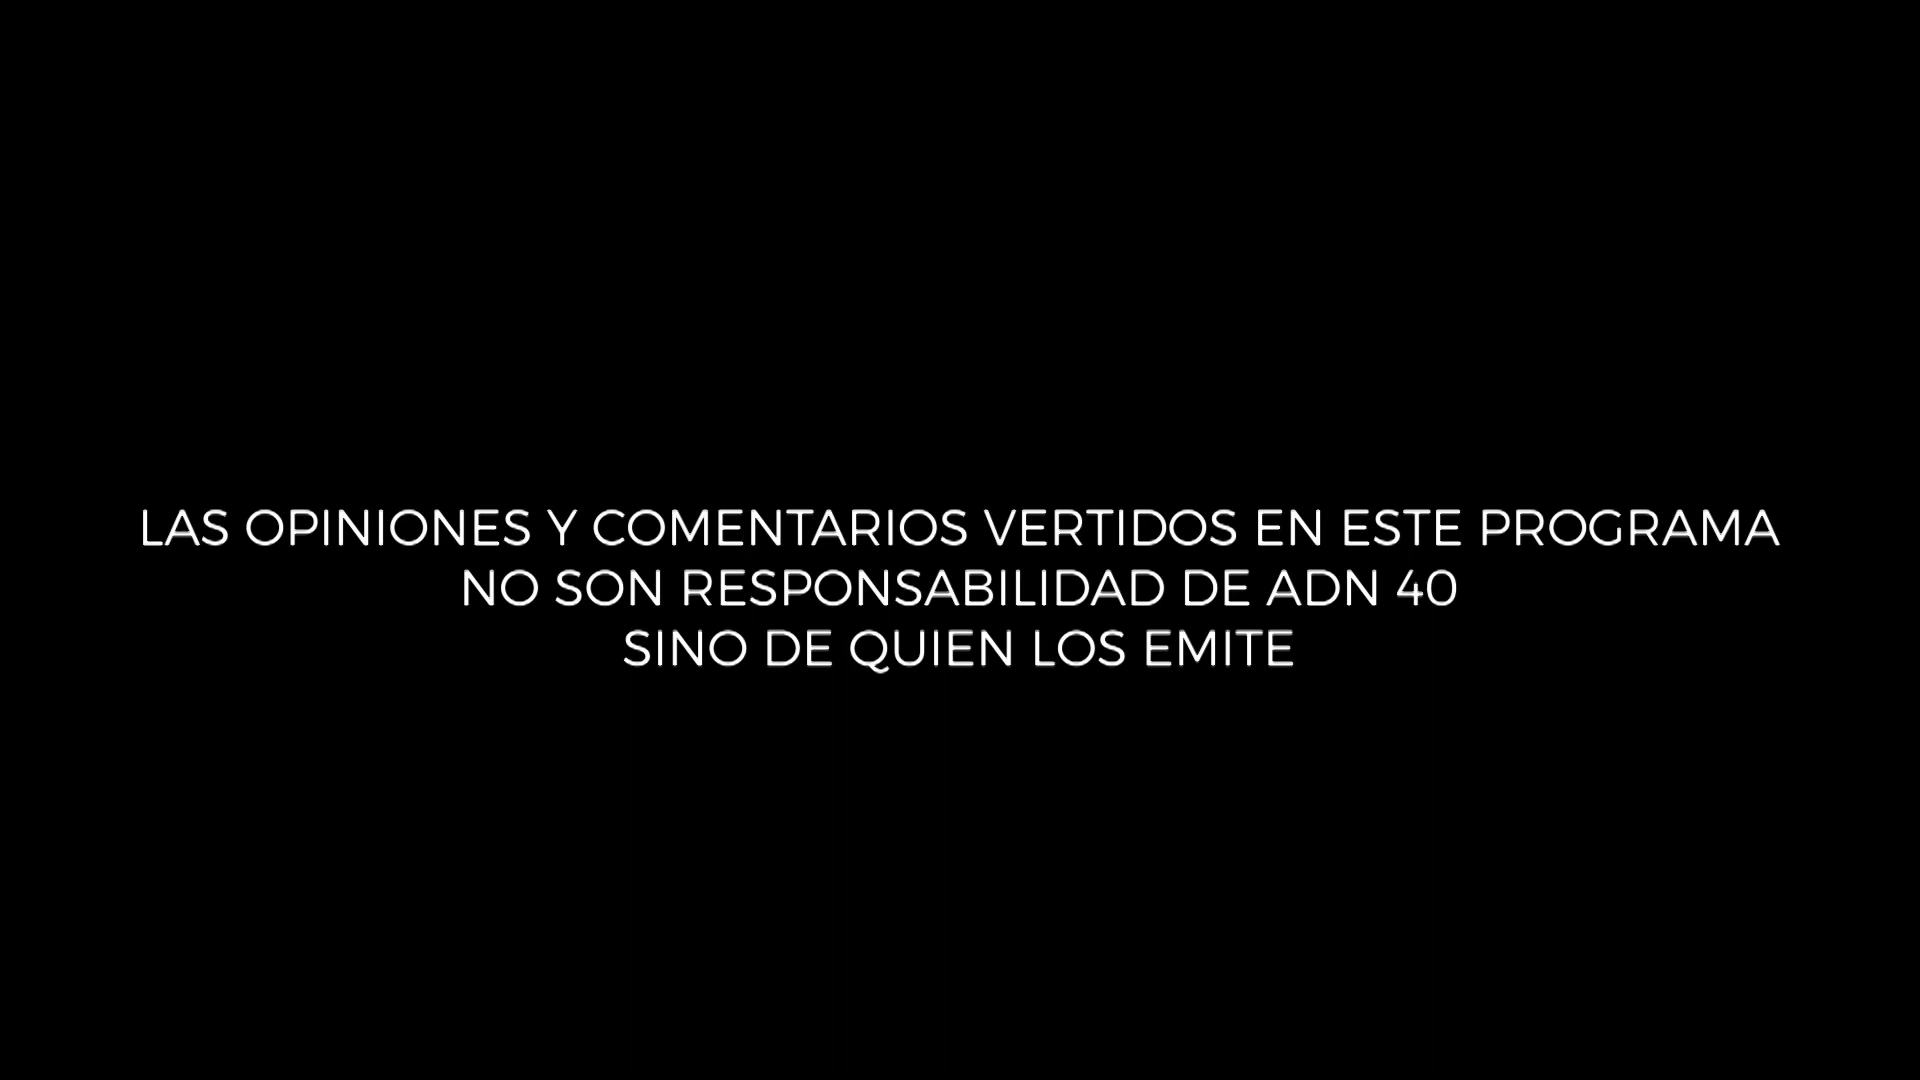 LAS OPINIONES Y COMENTARIOS VERTIDOS EN ESTE PROGRAMA
NO SON RESPONSABILIDAD DE ADN 40
SINO DE QUIEN LOS EMITE